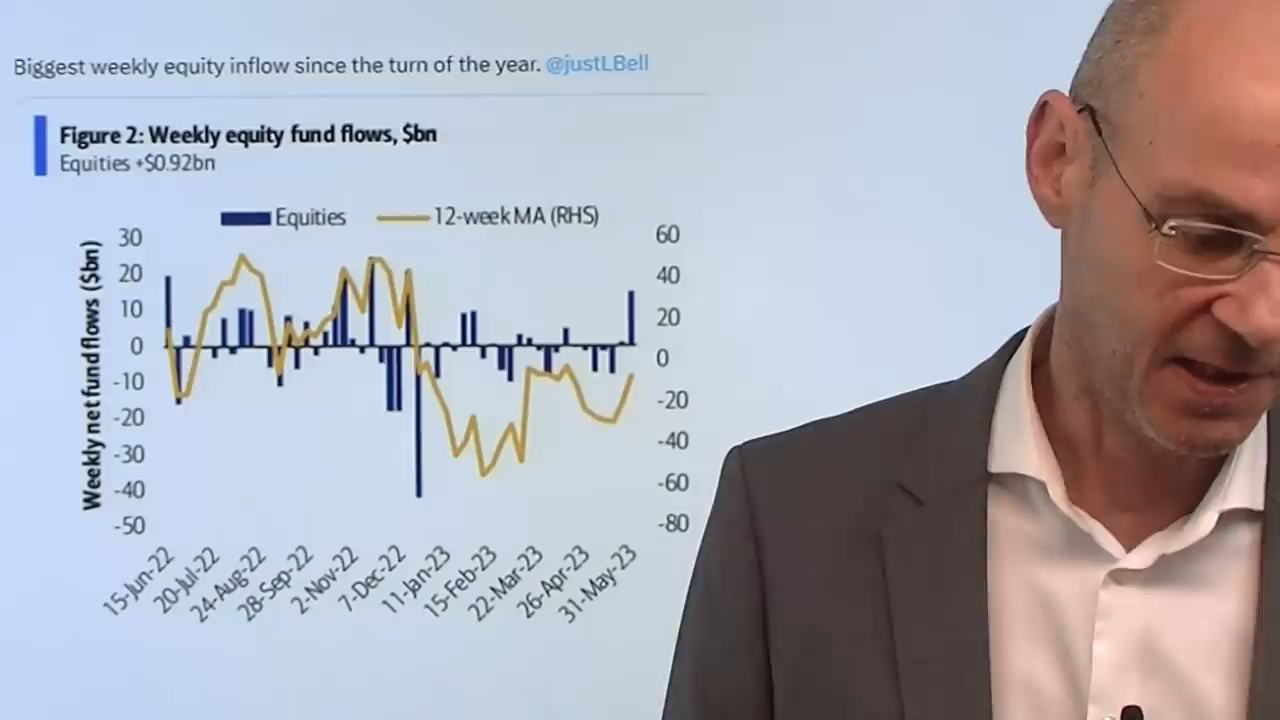 Biggest weekly equity inflow since the turn of the year. @justLBell
Figure 2: Weekly equity fund flows, $bn
Equities +$0.92bn
Equities 12-week MA (RHS)
Weekly net fund flows ($bn)
30
20
10
0
-10
-20
-30
-40
-50
60
40
20
0
-20
-40
-60
-80
15-Jun-22
20-Jul-22
24-Aug-22
28-Sep-22
2-Nov-22
7-Dec-22
11-Jan-23
15-Feb-23
22-Mar-23
26-Apr-23
31-May-23